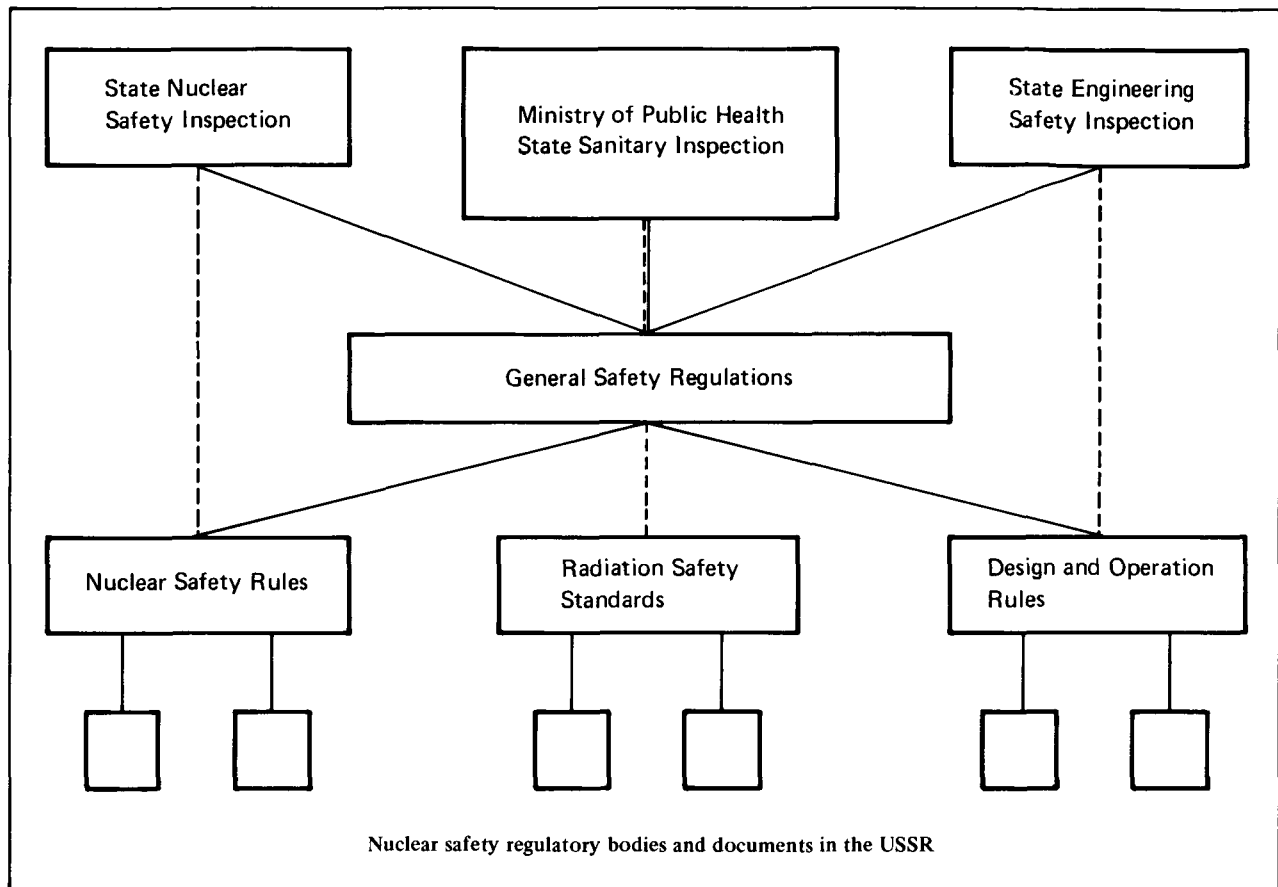 State Nuclear
Safety Inspection
Ministry of Public Health
State Sanitary Inspection
State Engineering
Safety Inspection
General Safety Regulations
Nuclear Safety Rules
Radiation Safety
Standards
Design and Operation
Rules
Nuclear safety regulatory bodies and documents in the USSR